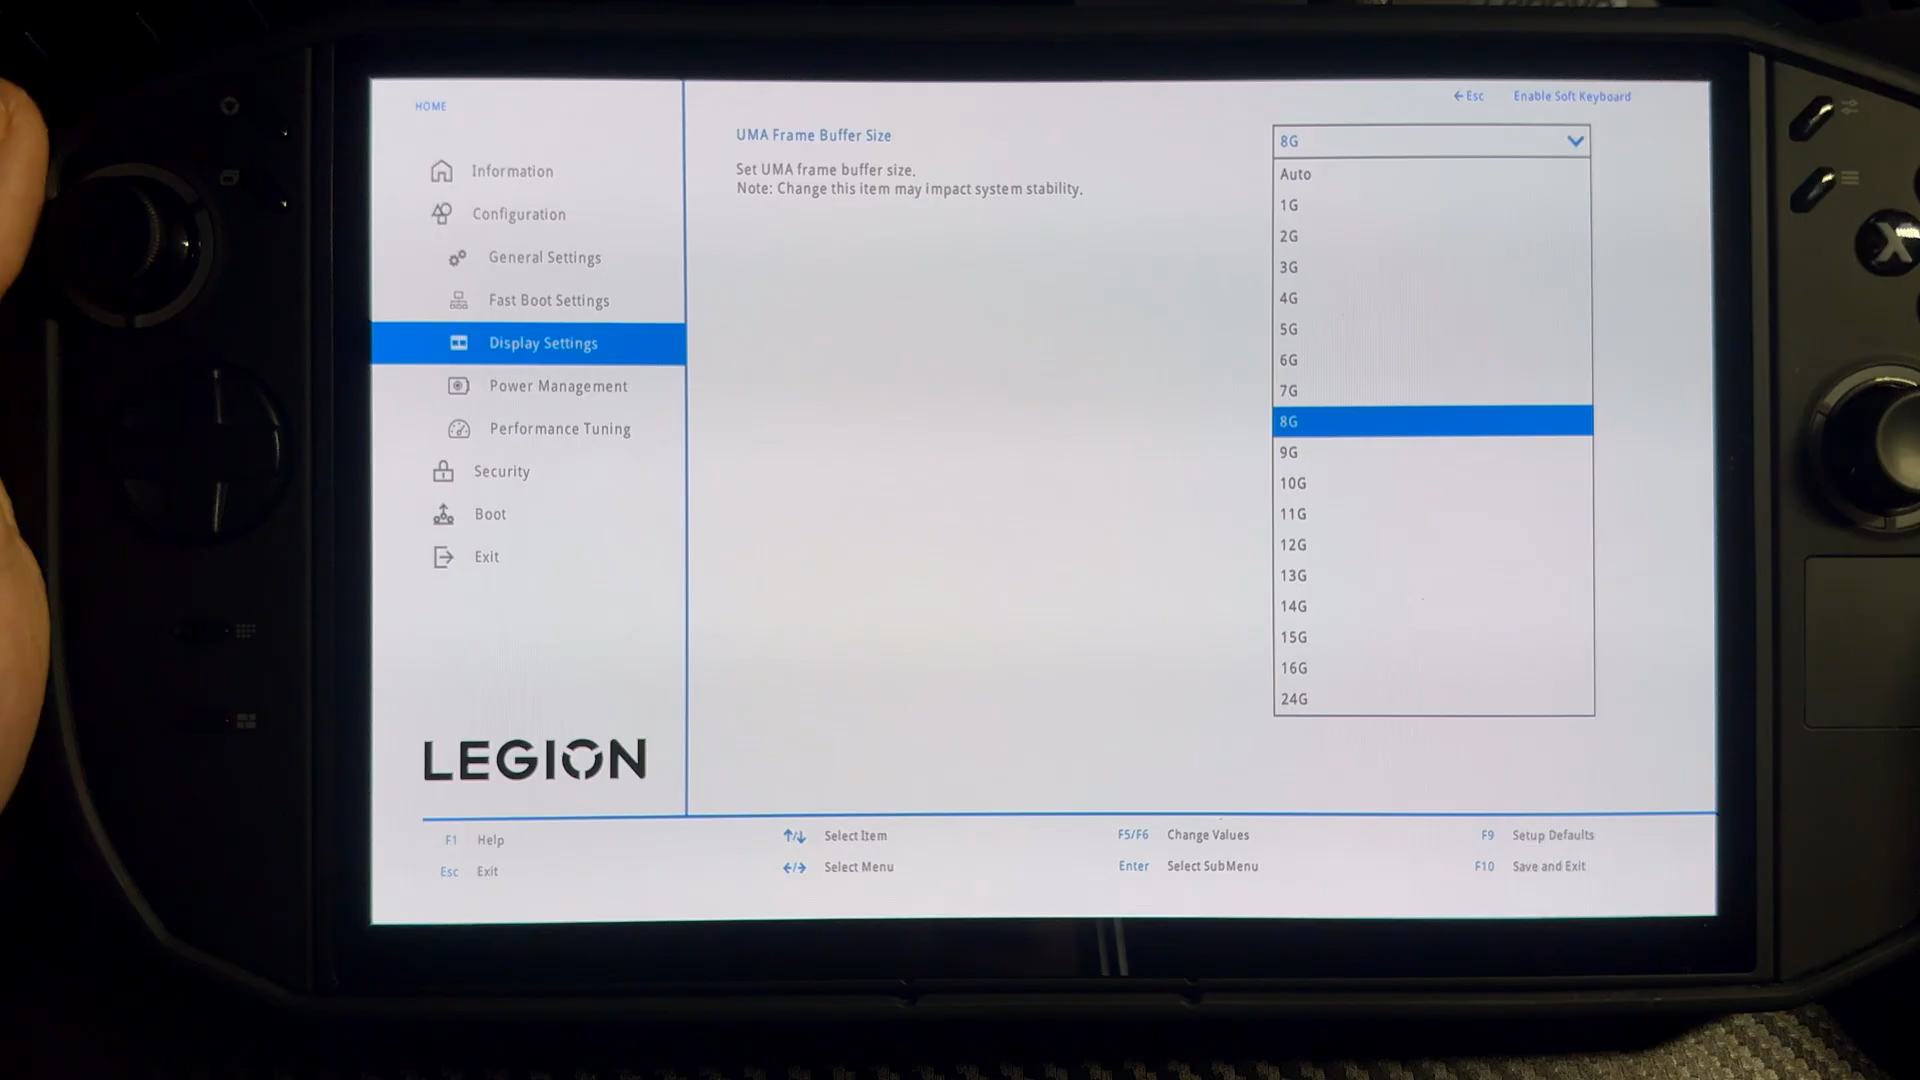 HOME
Information
Configuration
General Settings
Fast Boot Settings
Display Settings
Power Management
Performance Tuning
Security
Boot
Exit
LEGION
Esc
Enable Soft Keyboard
UMA Frame Buffer Size
Set UMA frame buffer size.
Note: Change this item may impact system stability.
8G
Auto
1G
2G
3G
4G
5G
6G
7G
8G
9G
10G
11G
12G
13G
14G
15G
16G
24G
F1 Help
Esc Exit
Select Item
Select Menu
F5/F6 Change Values
Enter Select SubMenu
F9 Setup Defaults
F10 Save and Exit
X